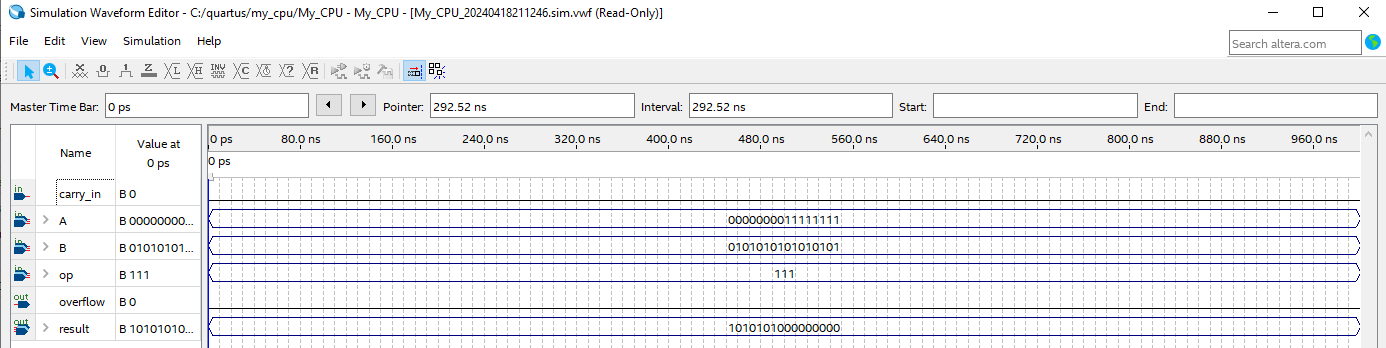 Simulation Waveform Editor - C:/quartus/my_cpu/My_CPU - My_CPU - [My_CPU_20240418211246.sim.vwf (Read-Only)]
File Edit View Simulation Help
Search altera.com
Master Time Bar: 0 ps Pointer: 292.52 ns Interval: 292.52 ns Start: End:
Name Value at 0 ps
0 ps 80.0 ns 160.0 ns 240.0 ns 320.0 ns 400.0 ns 480.0 ns 560.0 ns 640.0 ns 720.0 ns 800.0 ns 880.0 ns 960.0 ns
0 ps
in carry_in B 0
in A B 00000000... 0000000011111111
in B B 01010101... 0101010101010101
in op B 111 111
out overflow B 0
out result B 10101010... 1010101000000000